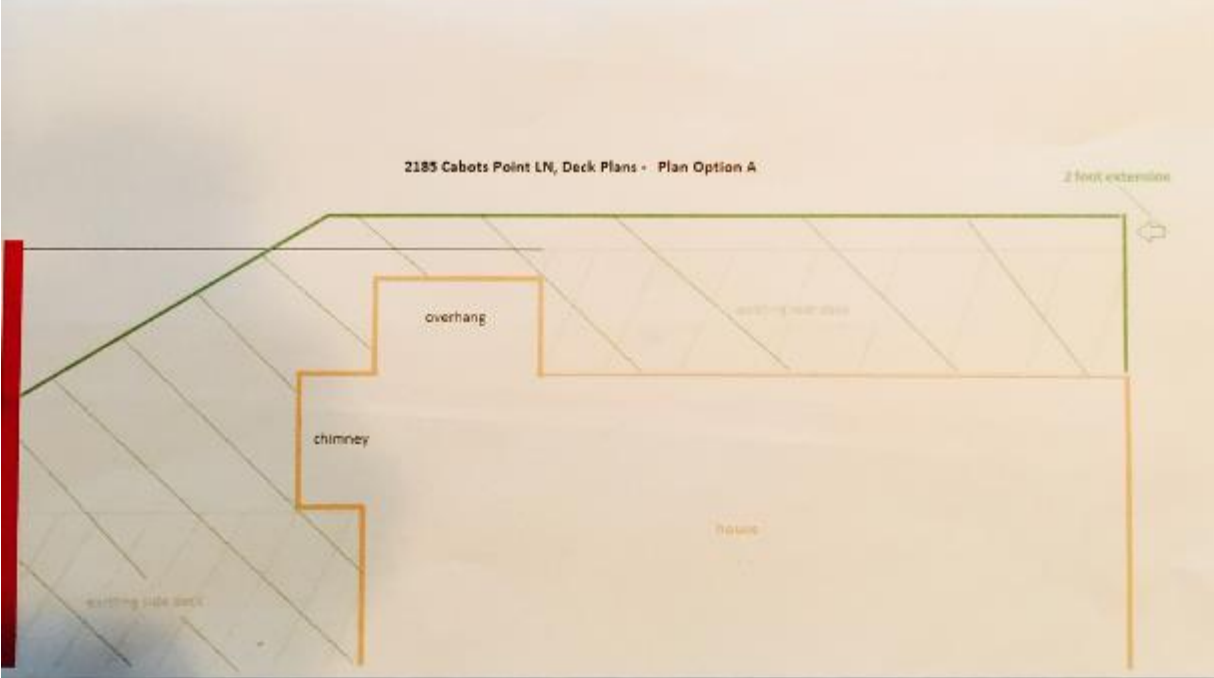 2185 Cabots Point LN, Deck Plans - Plan Option A
2 foot extension
overhang
existing rear deck
chimney
house
existing side deck